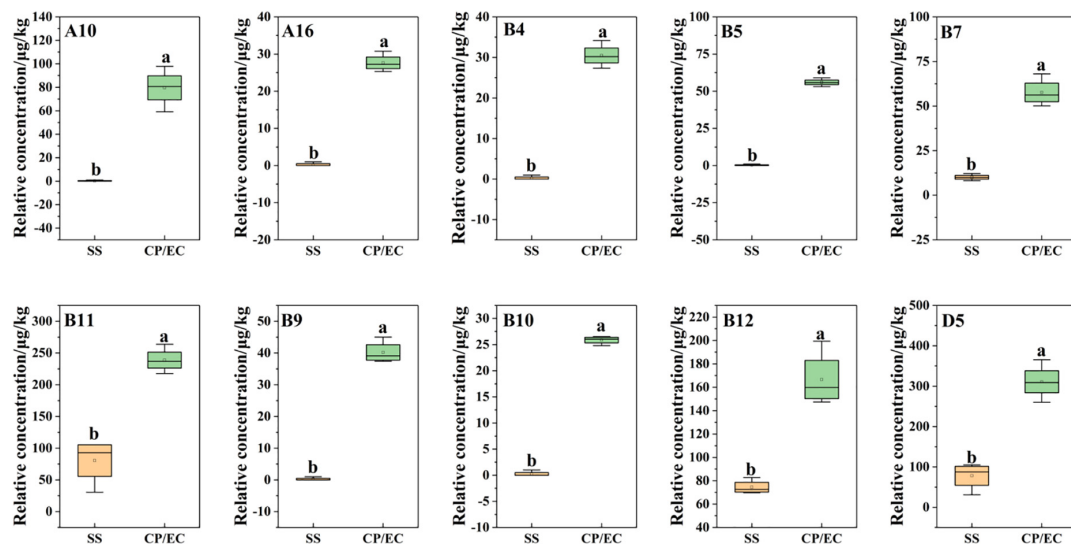 A10
Relative concentration/μg/kg
140
120
100
80
60
40
20
0
-20
-40
b
a
SS
CP/EC
A16
Relative concentration/μg/kg
40
30
20
10
0
-10
-20
b
a
SS
CP/EC
B4
Relative concentration/μg/kg
40
30
20
10
0
-10
b
a
SS
CP/EC
B5
Relative concentration/μg/kg
100
75
50
25
0
-25
-50
b
a
SS
CP/EC
B7
Relative concentration/μg/kg
100
75
50
25
0
-25
b
a
SS
CP/EC
B11
Relative concentration/μg/kg
300
250
200
150
100
50
0
b
a
SS
CP/EC
B9
Relative concentration/μg/kg
50
40
30
20
10
0
-10
b
a
SS
CP/EC
B10
Relative concentration/μg/kg
30
25
20
15
10
5
0
-5
-10
b
a
SS
CP/EC
B12
Relative concentration/μg/kg
220
200
180
160
140
120
100
80
60
40
b
a
SS
CP/EC
D5
Relative concentration/μg/kg
500
400
300
200
100
0
b
a
SS
CP/EC